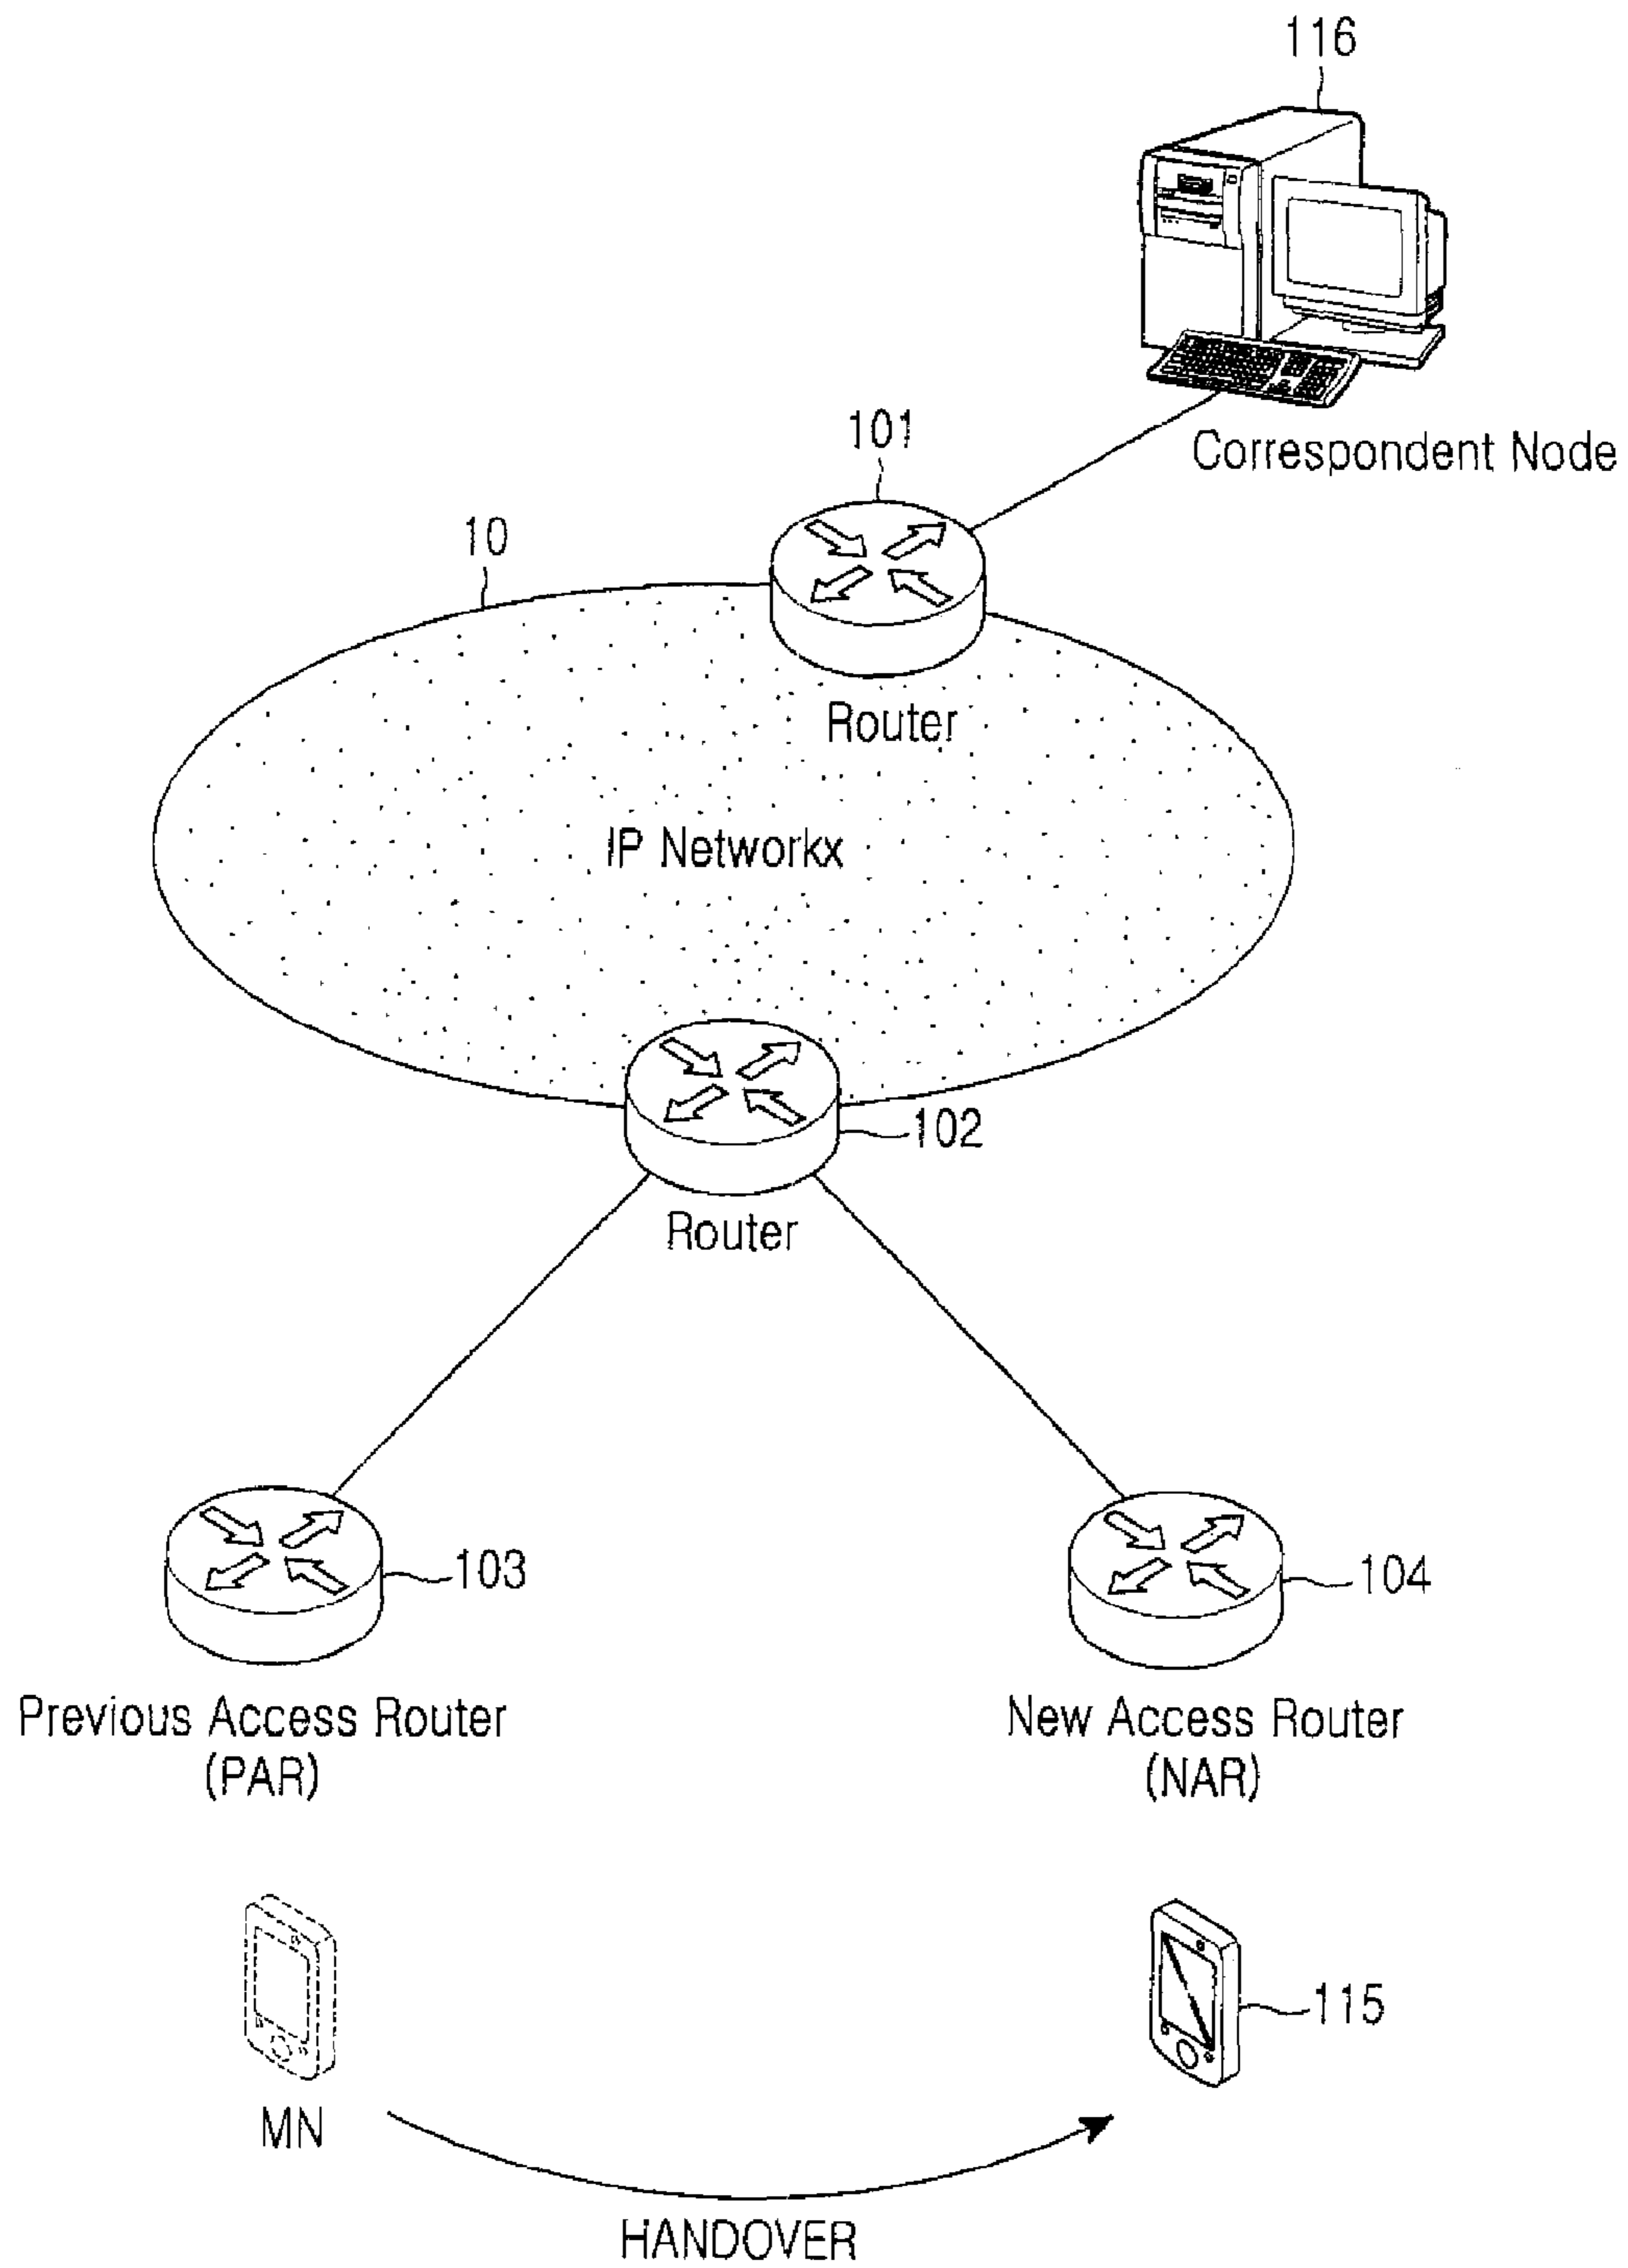 116
Correspondent Node
101
10
Router
IP Networkx
102
Router
103
104
Previous Access Router
(PAR)
New Access Router
(NAR)
115
MN
HANDOVER